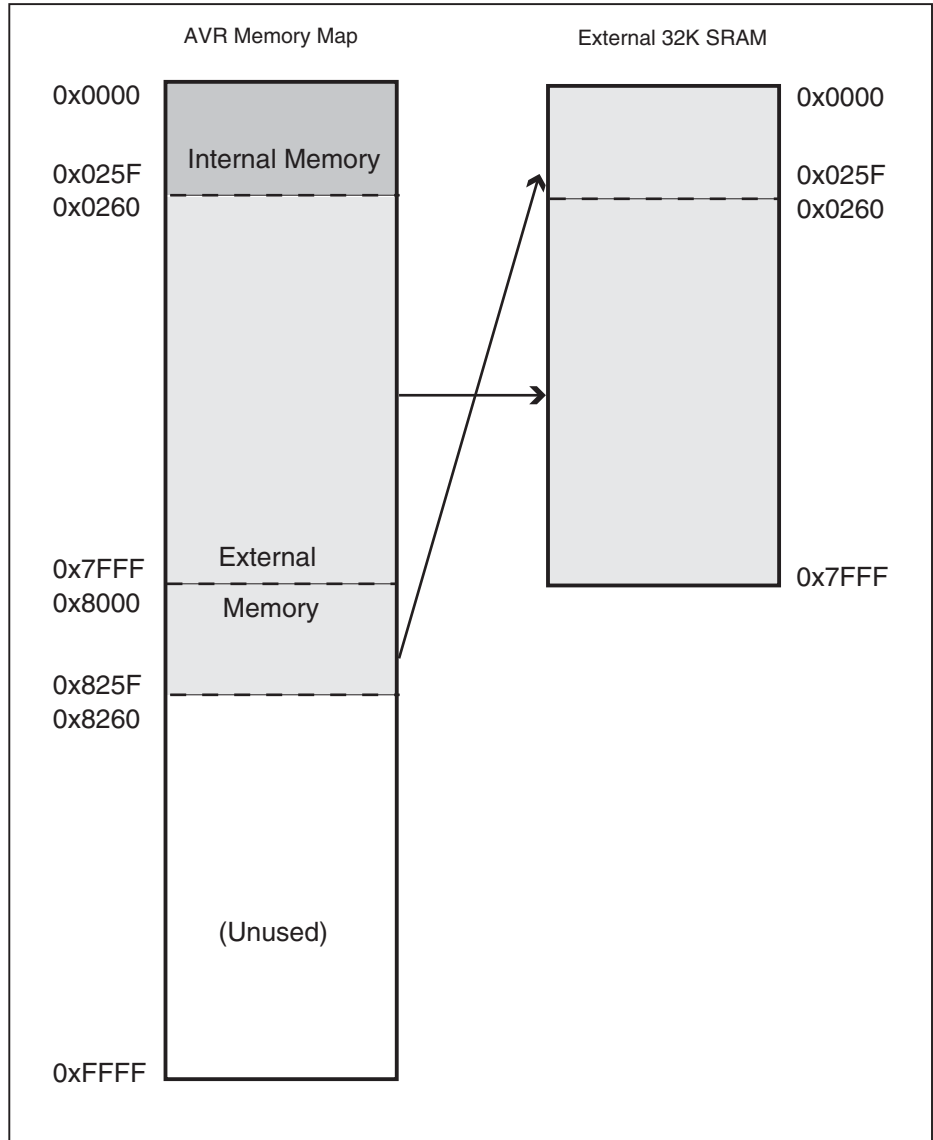 AVR Memory Map
0x0000
Internal Memory
0x025F
0x0260
External
0x7FFF
0x8000
Memory
0x825F
0x8260
(Unused)
0xFFFF
External 32K SRAM
0x0000
0x025F
0x0260
0x7FFF